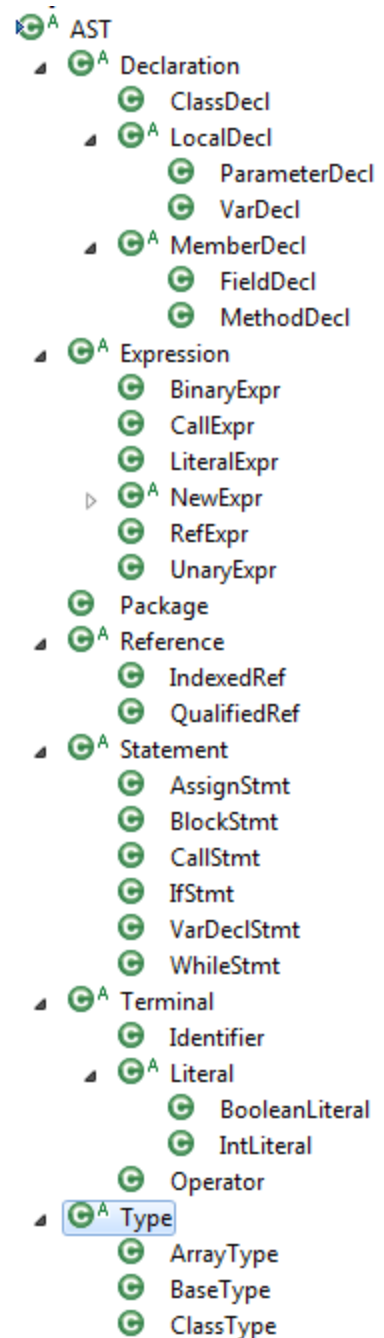 AST
Declaration
ClassDecl
LocalDecl
ParameterDecl
VarDecl
MemberDecl
FieldDecl
MethodDecl
Expression
BinaryExpr
CallExpr
LiteralExpr
NewExpr
RefExpr
UnaryExpr
Package
Reference
IndexedRef
QualifiedRef
Statement
AssignStmt
BlockStmt
CallStmt
IfStmt
VarDeclStmt
WhileStmt
Terminal
Identifier
Literal
BooleanLiteral
IntLiteral
Operator
Type
ArrayType
BaseType
ClassType